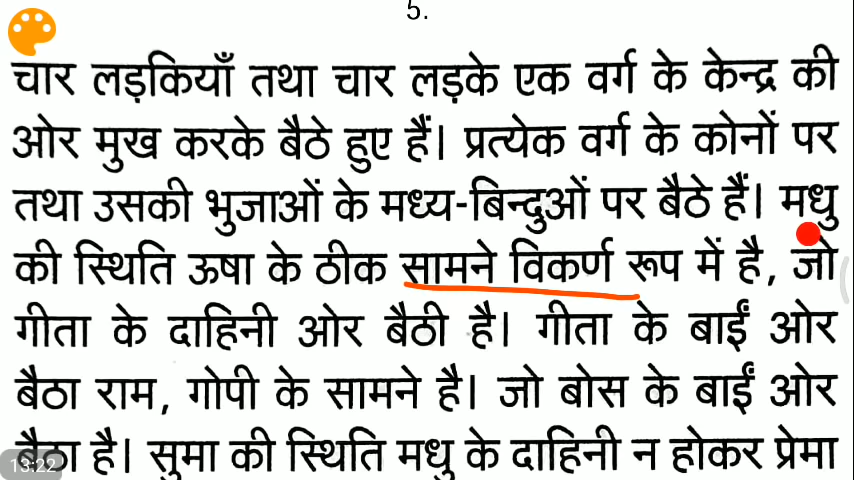 5.
चार लड़कियाँ तथा चार लड़के एक वर्ग के केन्द्र की
ओर मुख करके बैठे हुए हैं। प्रत्येक वर्ग के कोनों पर
तथा उसकी भुजाओं के मध्य-बिन्दुओं पर बैठे हैं। मधु
की स्थिति ऊषा के ठीक सामने विकर्ण रूप में है, जो
गीता के दाहिनी ओर बैठी है। गीता के बाईं ओर
बैठा राम, गोपी के सामने है। जो बोस के बाईं ओर
बैठा है। सुमा की स्थिति मधु के दाहिनी न होकर प्रेमा
13:22